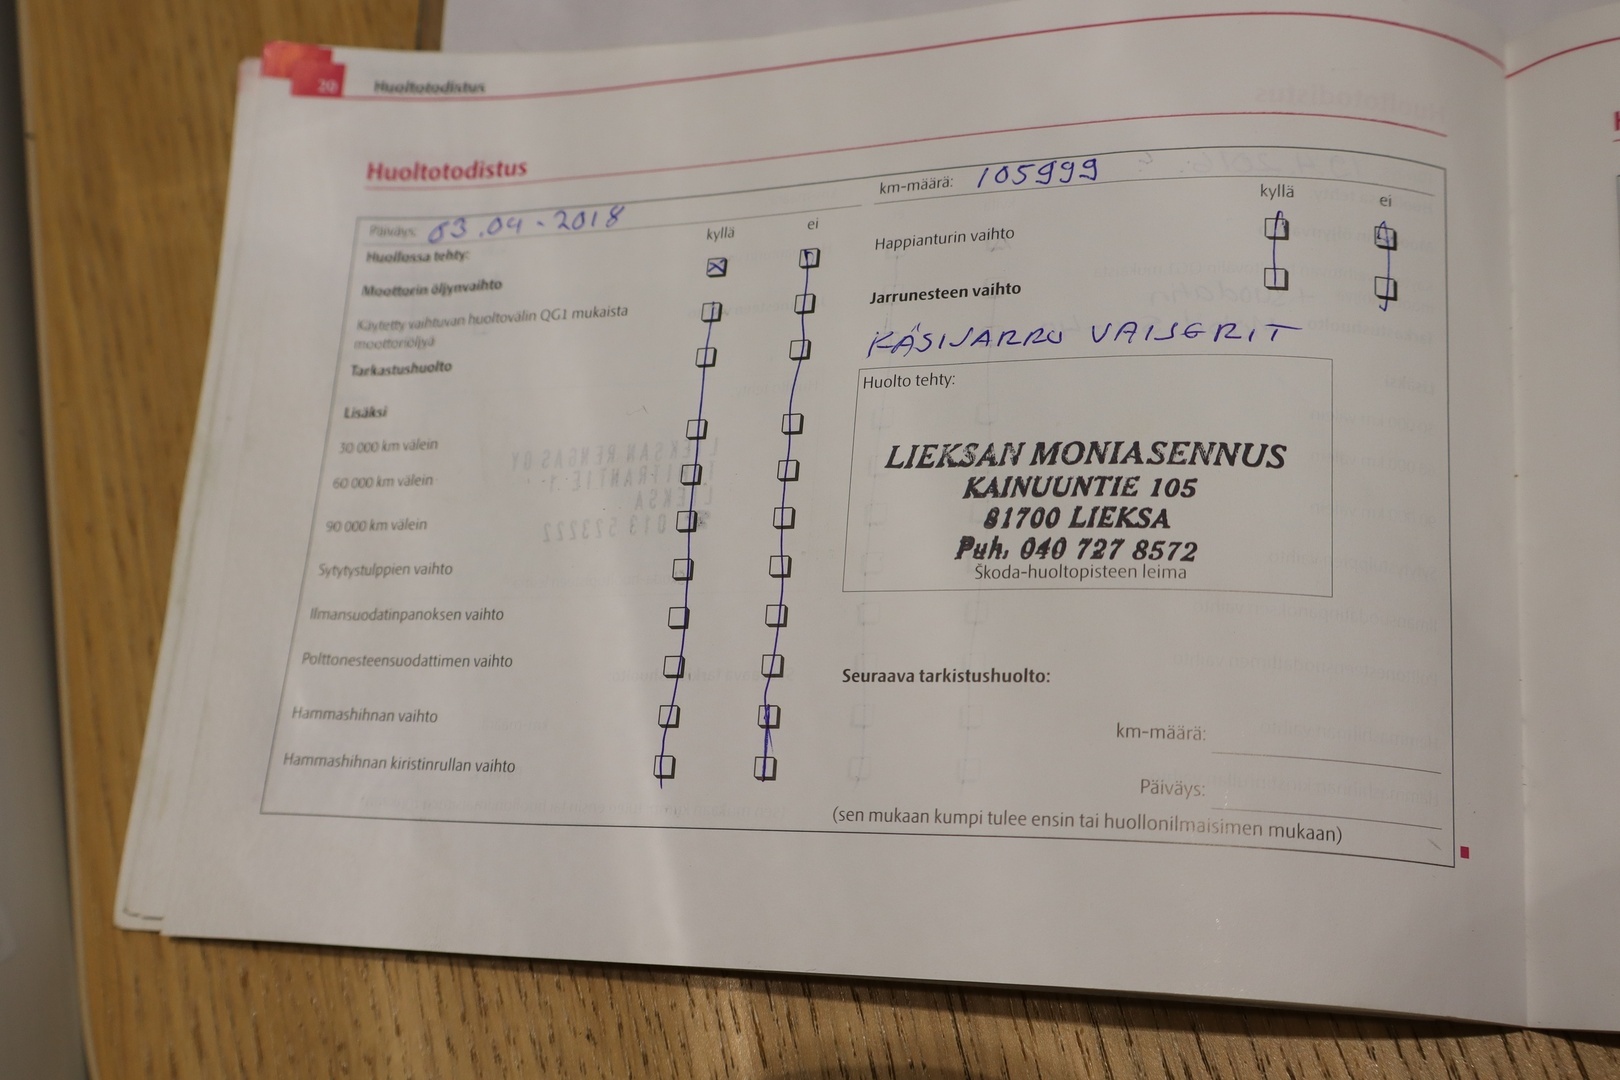 20 Huoltotodistus
Huoltotodistus
Päiväys: 03.04-2018
kyllä ei
Huollossa tehty:
Moottorin öljynvaihto
Käytetty vaihtuvan huoltovälin QG1 mukaista
moottoriöljyä
Tarkastushuolto
Lisäksi
30 000 km välein
60 000 km välein
90 000 km välein
Sytytystulppien vaihto
Ilmansuodatinpanoksen vaihto
Polttonesteensuodattimen vaihto
Hammashihnan vaihto
Hammashihnan kiristinrullan vaihto
km-määrä: 105999
kyllä ei
Happianturin vaihto
Jarrunesteen vaihto
KÄSIJARRU VAIJERIT
Huolto tehty:
LIEKSAN MONIASENNUS
KAINUUNTIE 105
81700 LIEKSA
Puh. 040 727 8572
Škoda-huoltopisteen leima
Seuraava tarkistushuolto:
km-määrä:
Päiväys:
(sen mukaan kumpi tulee ensin tai huollonilmaisimen mukaan)